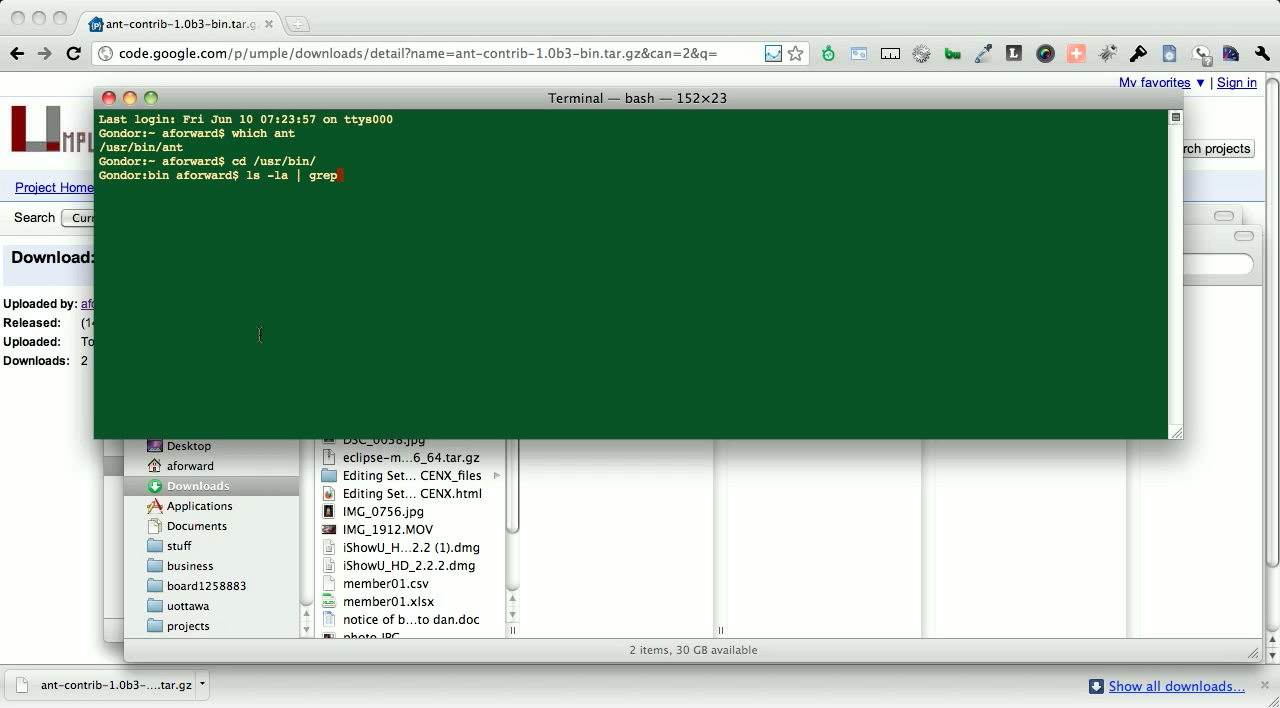 ant-contrib-1.0b3-bin.tar.g
code.google.com/p/umple/downloads/detail?name=ant-contrib-1.0b3-bin.tar.gz&can=2&q=
My favorites ▼ | Sign in
Terminal — bash — 152×23
Last login: Fri Jun 10 07:23:57 on ttys000
Gondor:~ aforward$ which ant
/usr/bin/ant
Gondor:~ aforward$ cd /usr/bin/
Gondor:bin aforward$ ls -la | grep
rch projects
Project Home
Search Curr
Download:
Uploaded by: afo
Released: (14
Uploaded: To
Downloads: 2
Desktop
aforward
Downloads
Applications
Documents
stuff
business
board1258883
uottawa
projects
DSC_0038.jpg
eclipse-m...6_64.tar.gz
Editing Set... CENX_files
Editing Set... CENX.html
IMG_0756.jpg
IMG_1912.MOV
iShowU_H...2.2 (1).dmg
iShowU_HD_2.2.2.dmg
member01.csv
member01.xlsx
notice of b...to dan.doc
photo.JPG
2 items, 30 GB available
ant-contrib-1.0b3-....tar.gz
Show all downloads...